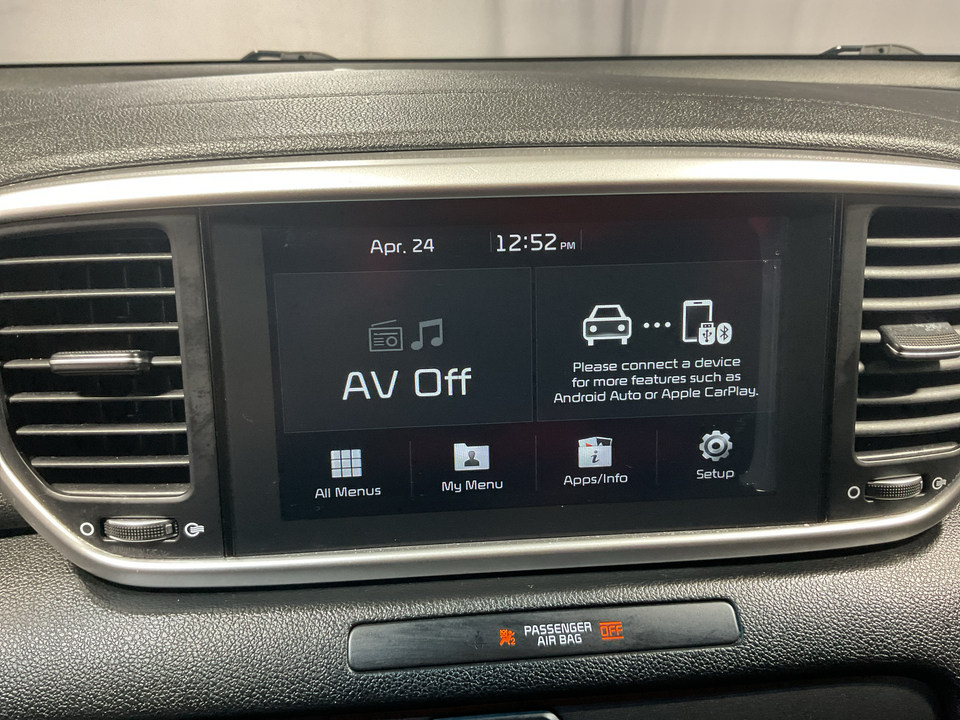 Apr. 24
12:52 PM
AV Off
Please connect a device
for more features such as
Android Auto or Apple CarPlay.
All Menus
My Menu
Apps/Info
Setup
PASSENGER
AIR BAG
OFF